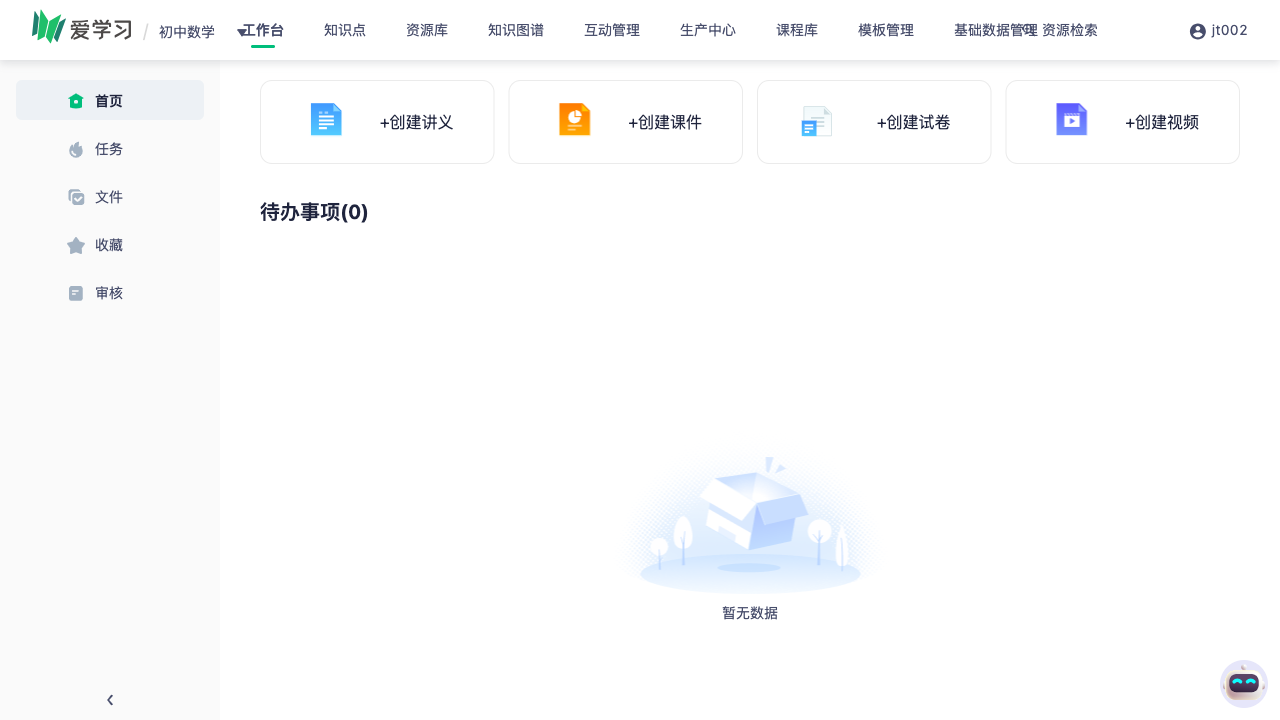 爱学习 / 初中数学
工作台 知识点 资源库 知识图谱 互动管理 生产中心 课程库 模板管理 基础数据管理 资源检索 jt002
首页
任务
文件
收藏
审核
+创建讲义 +创建课件 +创建试卷 +创建视频
待办事项(0)
暂无数据